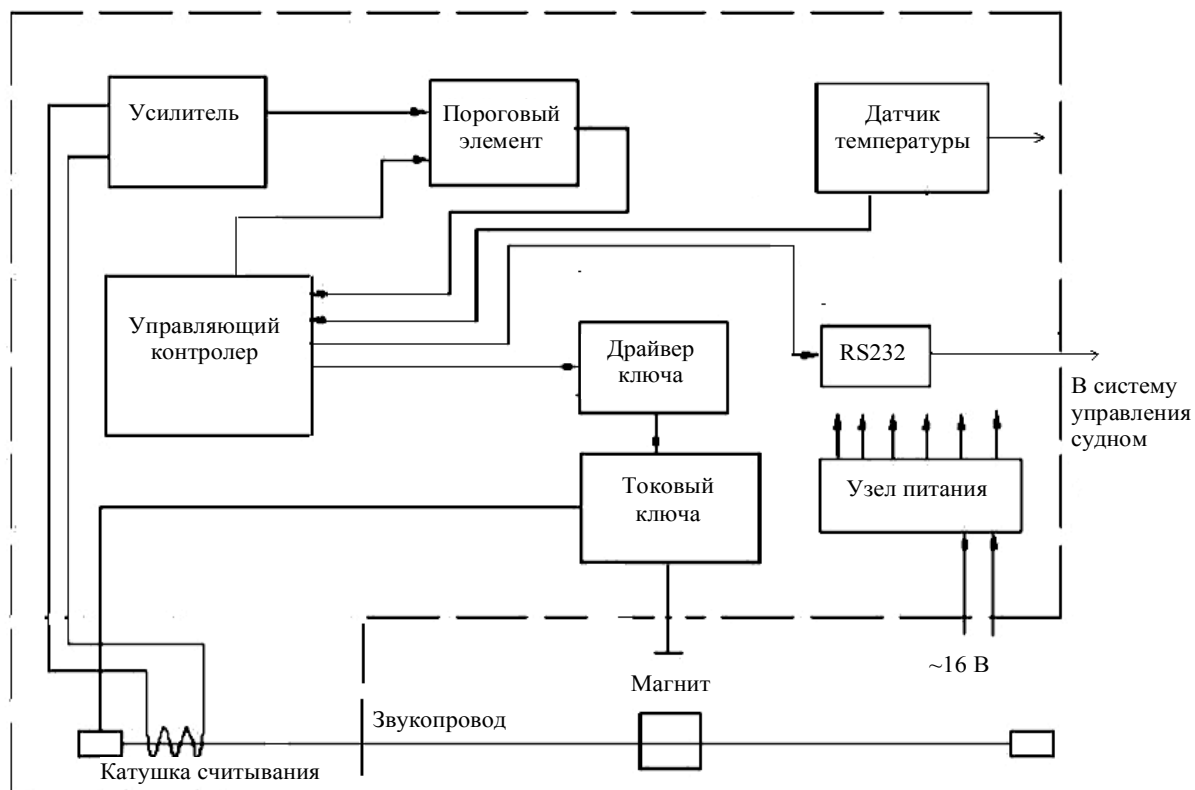 Усилитель
Пороговый
элемент
Датчик
температуры
Управляющий
контролер
Драйвер
ключа
RS232
В систему
управления
судном
Токовый
ключа
Узел питания
~16 В
Магнит
Звукопровод
Катушка считывания